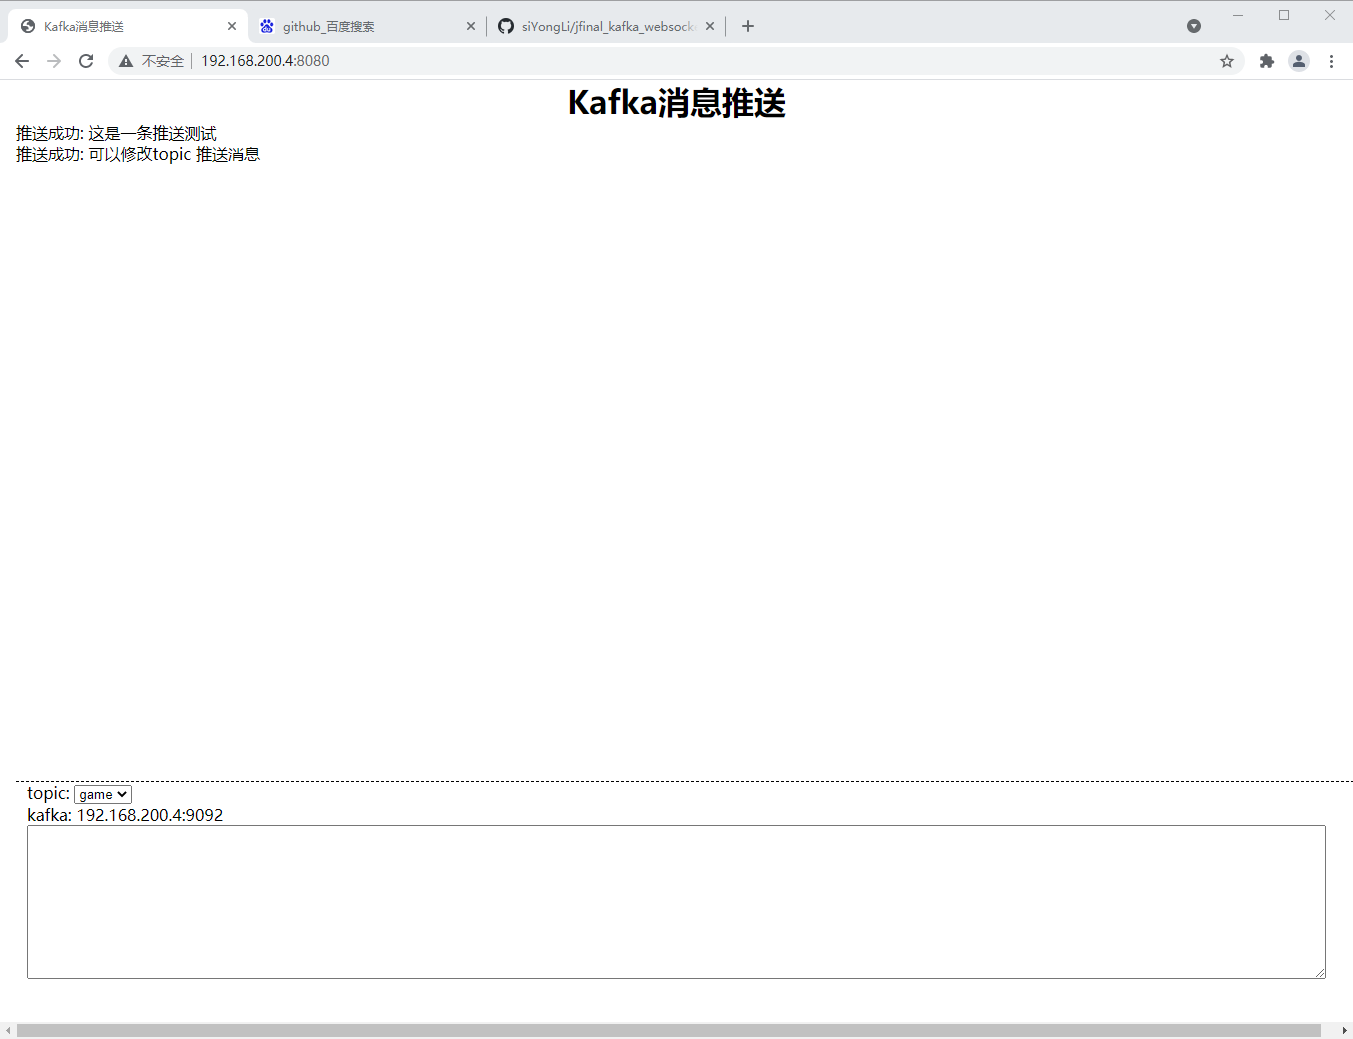 Kafka消息推送
github_百度搜索
siYongLi/jfinal_kafka_websock
不安全
192.168.200.4:8080
Kafka消息推送
推送成功: 这是一条推送测试
推送成功: 可以修改topic 推送消息
topic: game
kafka: 192.168.200.4:9092